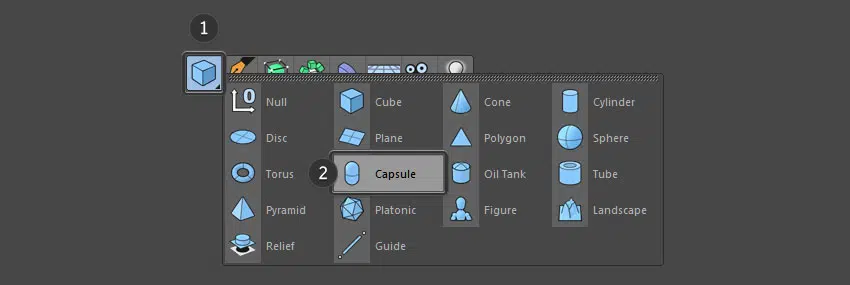 1
Null Cube Cone Cylinder
Disc Plane Polygon Sphere
2 Torus Capsule Oil Tank Tube
Pyramid Platonic Figure Landscape
Relief Guide